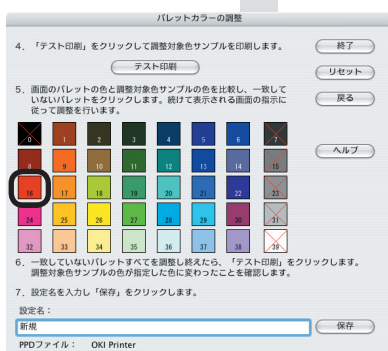 パレットカラーの調整
4. 「テスト印刷」をクリックして調整対象色サンプルを印刷します。
終了
テスト印刷
リセット
5. 画面のパレットの色と調整対象色サンプルの色を比較し、一致して
いないパレットをクリックします。続けて表示される画面の指示に
従って調整を行います。
戻る
0 1 2 3 4 5 6 7
ヘルプ
8 9 10 11 12 13 14 15
16 17 18 19 20 21 22 23
24 25 26 27 28 29 30 31
32 33 34 35 36 37 38 39
6. 一致していないパレットすべてを調整し終えたら、「テスト印刷」をクリックします。
調整対象色サンプルの色が指定した色に変わったことを確認します。
7. 設定名を入力し「保存」をクリックします。
設定名：
新規
保存
PPDファイル： OKI Printer